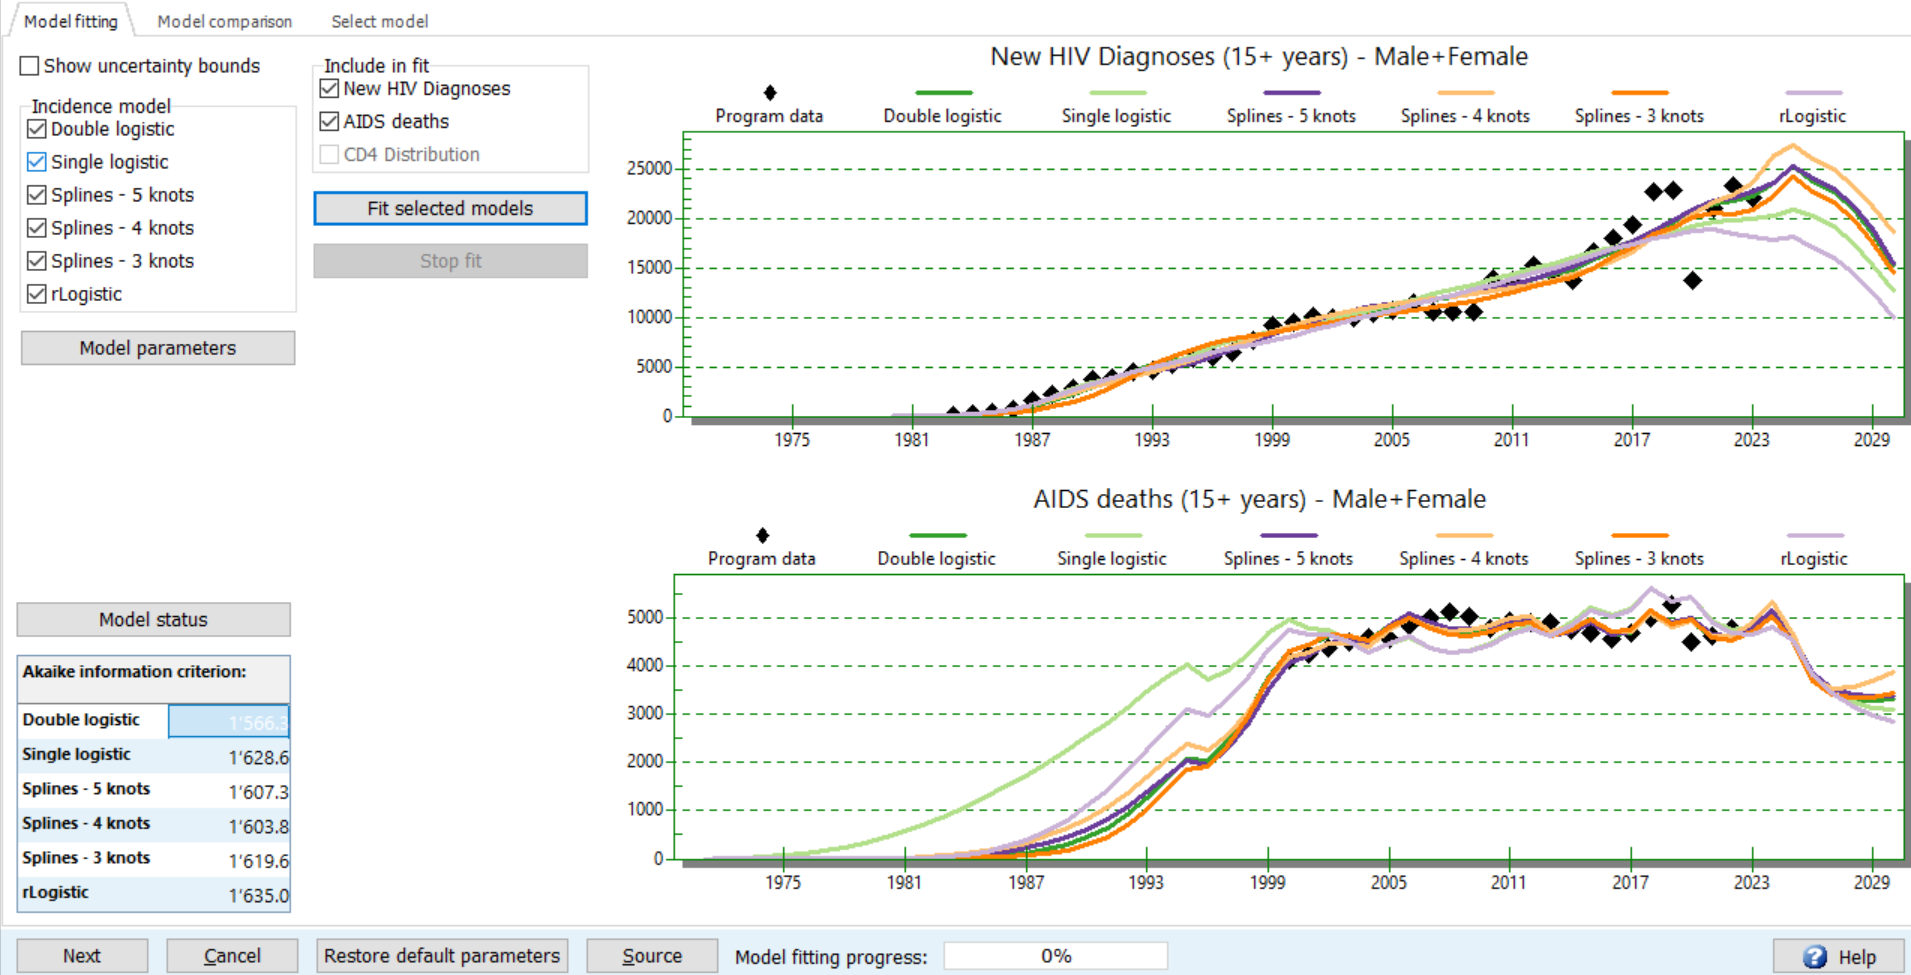 Model fitting
Model comparison
Select model
Show uncertainty bounds
Incidence model
Double logistic
Single logistic
Splines - 5 knots
Splines - 4 knots
Splines - 3 knots
rLogistic
Model parameters
Include in fit
New HIV Diagnoses
AIDS deaths
CD4 Distribution
Fit selected models
Stop fit
New HIV Diagnoses (15+ years) - Male+Female
Program data Double logistic Single logistic Splines - 5 knots Splines - 4 knots Splines - 3 knots rLogistic
25000
20000
15000
10000
5000
0
1975 1981 1987 1993 1999 2005 2011 2017 2023 2029
AIDS deaths (15+ years) - Male+Female
Program data Double logistic Single logistic Splines - 5 knots Splines - 4 knots Splines - 3 knots rLogistic
5000
4000
3000
2000
1000
0
1975 1981 1987 1993 1999 2005 2011 2017 2023 2029
Model status
Akaike information criterion:
Double logistic 1'566.3
Single logistic 1'628.6
Splines - 5 knots 1'607.3
Splines - 4 knots 1'603.8
Splines - 3 knots 1'619.6
rLogistic 1'635.0
Next
Cancel
Restore default parameters
Source
Model fitting progress:
0%
? Help